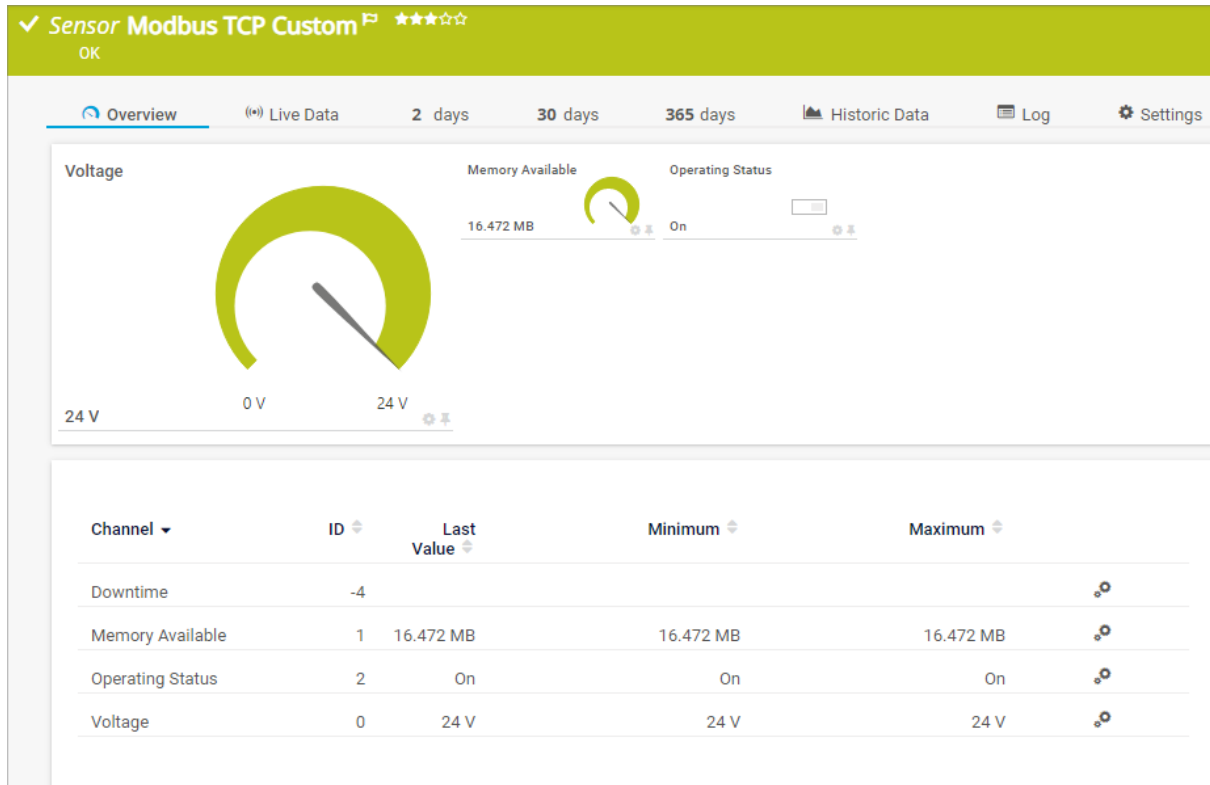 Sensor Modbus TCP Custom
OK
Overview Live Data 2 days 30 days 365 days Historic Data Log Settings
Voltage
Memory Available
Operating Status
16.472 MB
On
0 V
24 V
24 V
Channel ID Last Value Minimum Maximum
Downtime -4
Memory Available 1 16.472 MB 16.472 MB 16.472 MB
Operating Status 2 On On On
Voltage 0 24 V 24 V 24 V